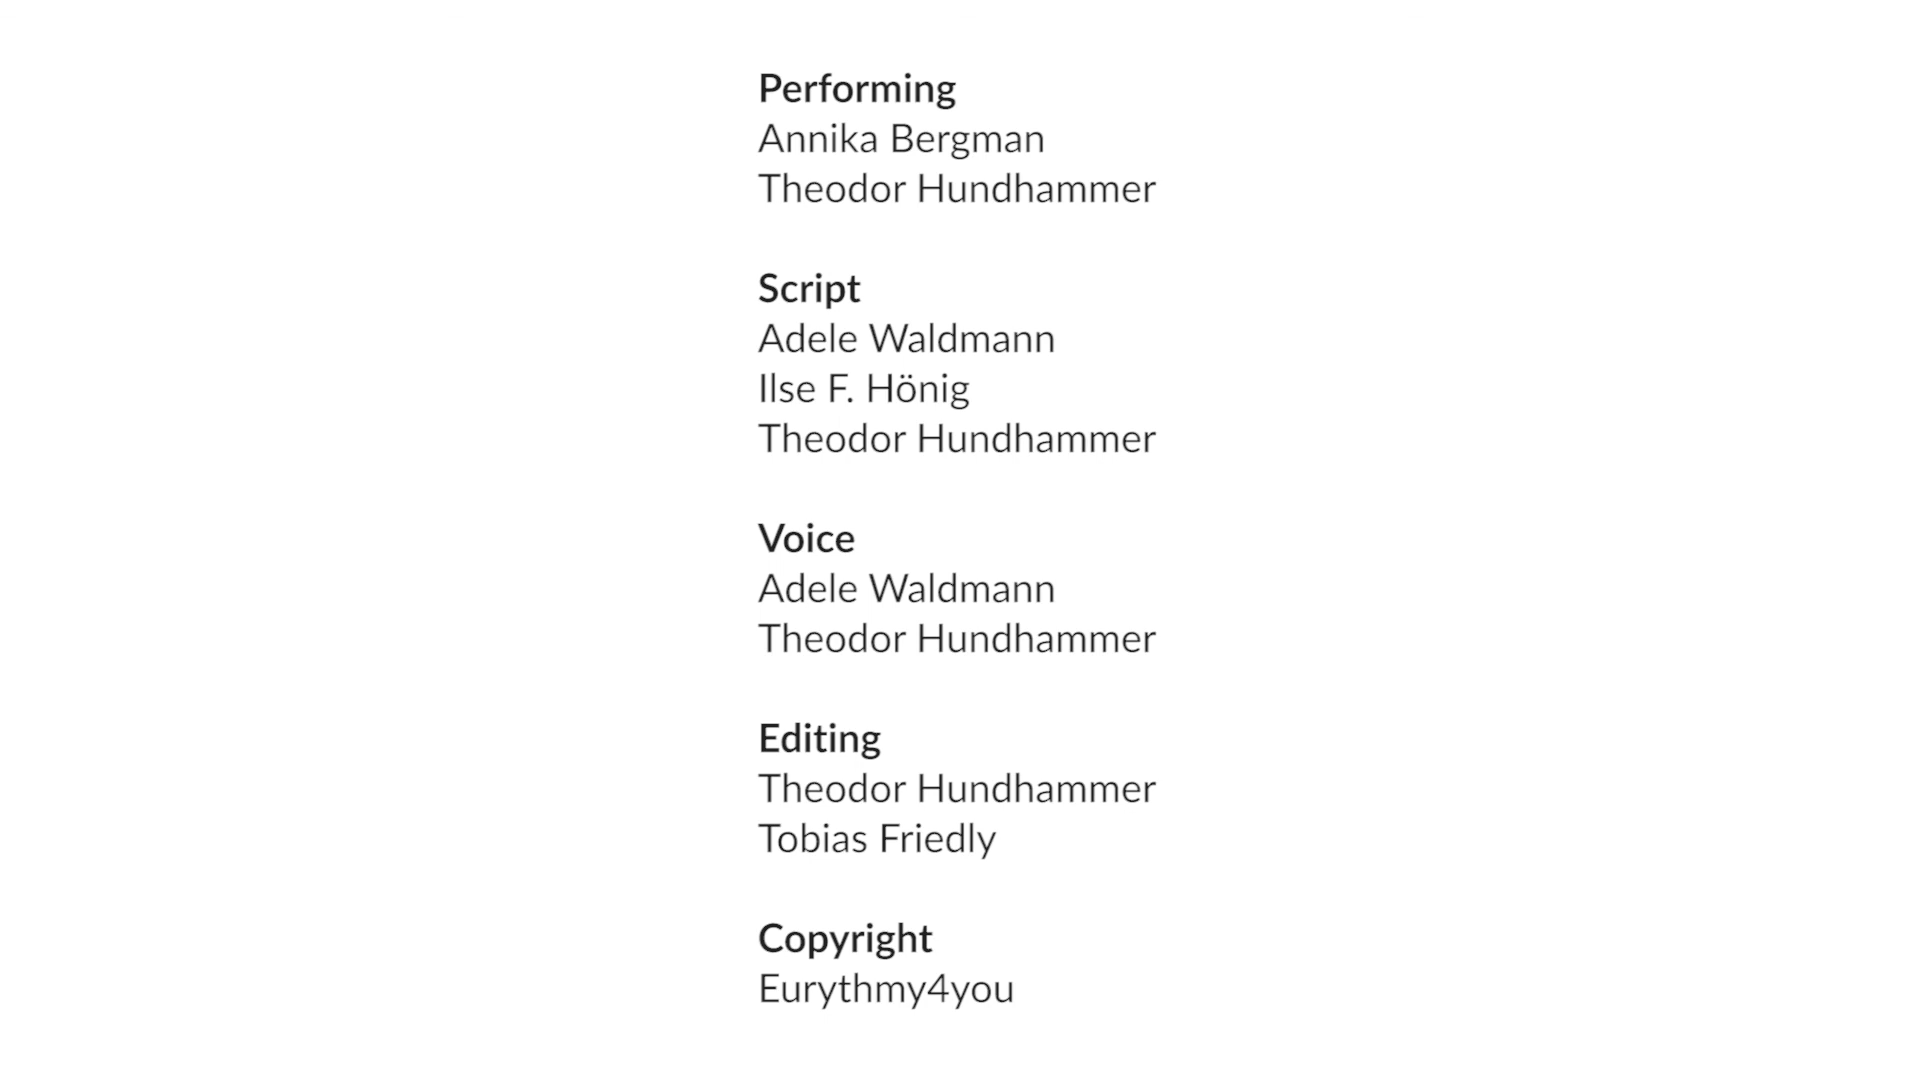 Performing
Annika Bergman
Theodor Hundhammer
Script
Adele Waldmann
Ilse F. Hönig
Theodor Hundhammer
Voice
Adele Waldmann
Theodor Hundhammer
Editing
Theodor Hundhammer
Tobias Friedly
Copyright
Eurythmy4you